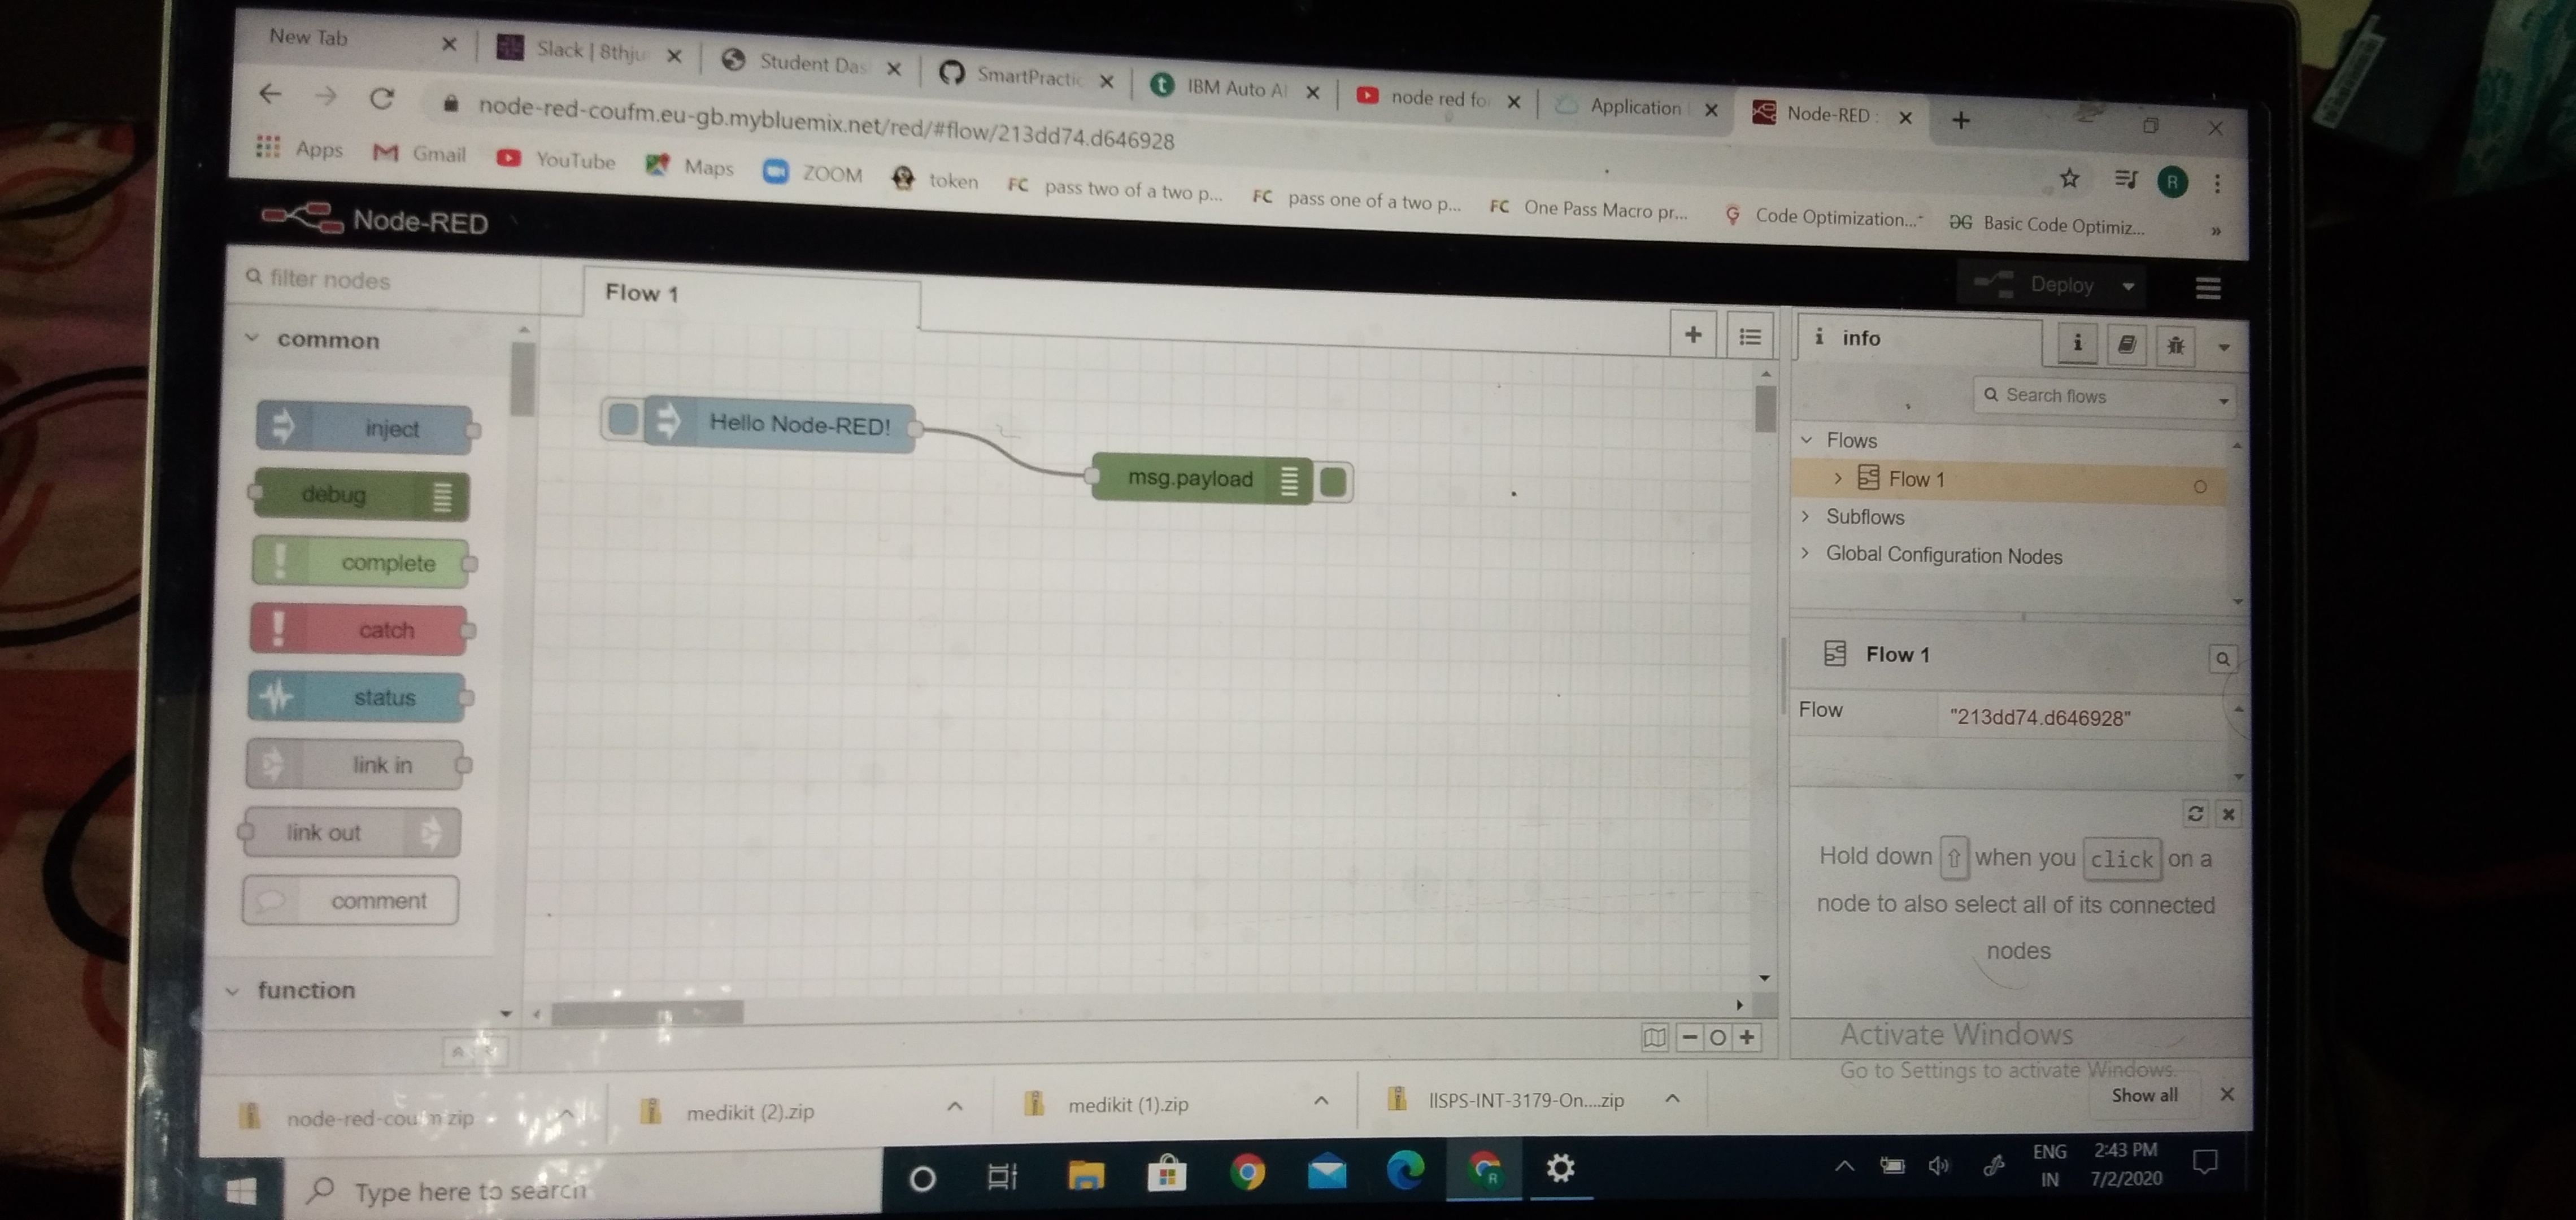 New Tab
Slack | 8thju
Student Das
SmartPractic
IBM Auto AI
node red for
Application
Node-RED :
node-red-coufm.eu-gb.mybluemix.net/red/#flow/213dd74.d646928
Apps
Gmail
YouTube
Maps
ZOOM
token
FC pass two of a two p...
FC pass one of a two p...
FC One Pass Macro pr...
Code Optimization...
GG Basic Code Optimiz...
»
R
Node-RED
Deploy
filter nodes
Flow 1
i info
i
common
Search flows
inject
debug
complete
catch
status
link in
link out
comment
function
Hello Node-RED!
msg.payload
Flows
Flow 1
Subflows
Global Configuration Nodes
Flow 1
Flow "213dd74.d646928"
Hold down ⇧ when you click on a
node to also select all of its connected
nodes
Activate Windows
Go to Settings to activate Windows.
node-red-coufm.zip
medikit (2).zip
medikit (1).zip
IISPS-INT-3179-On....zip
Show all
Type here to search
ENG
IN
2:43 PM
7/2/2020